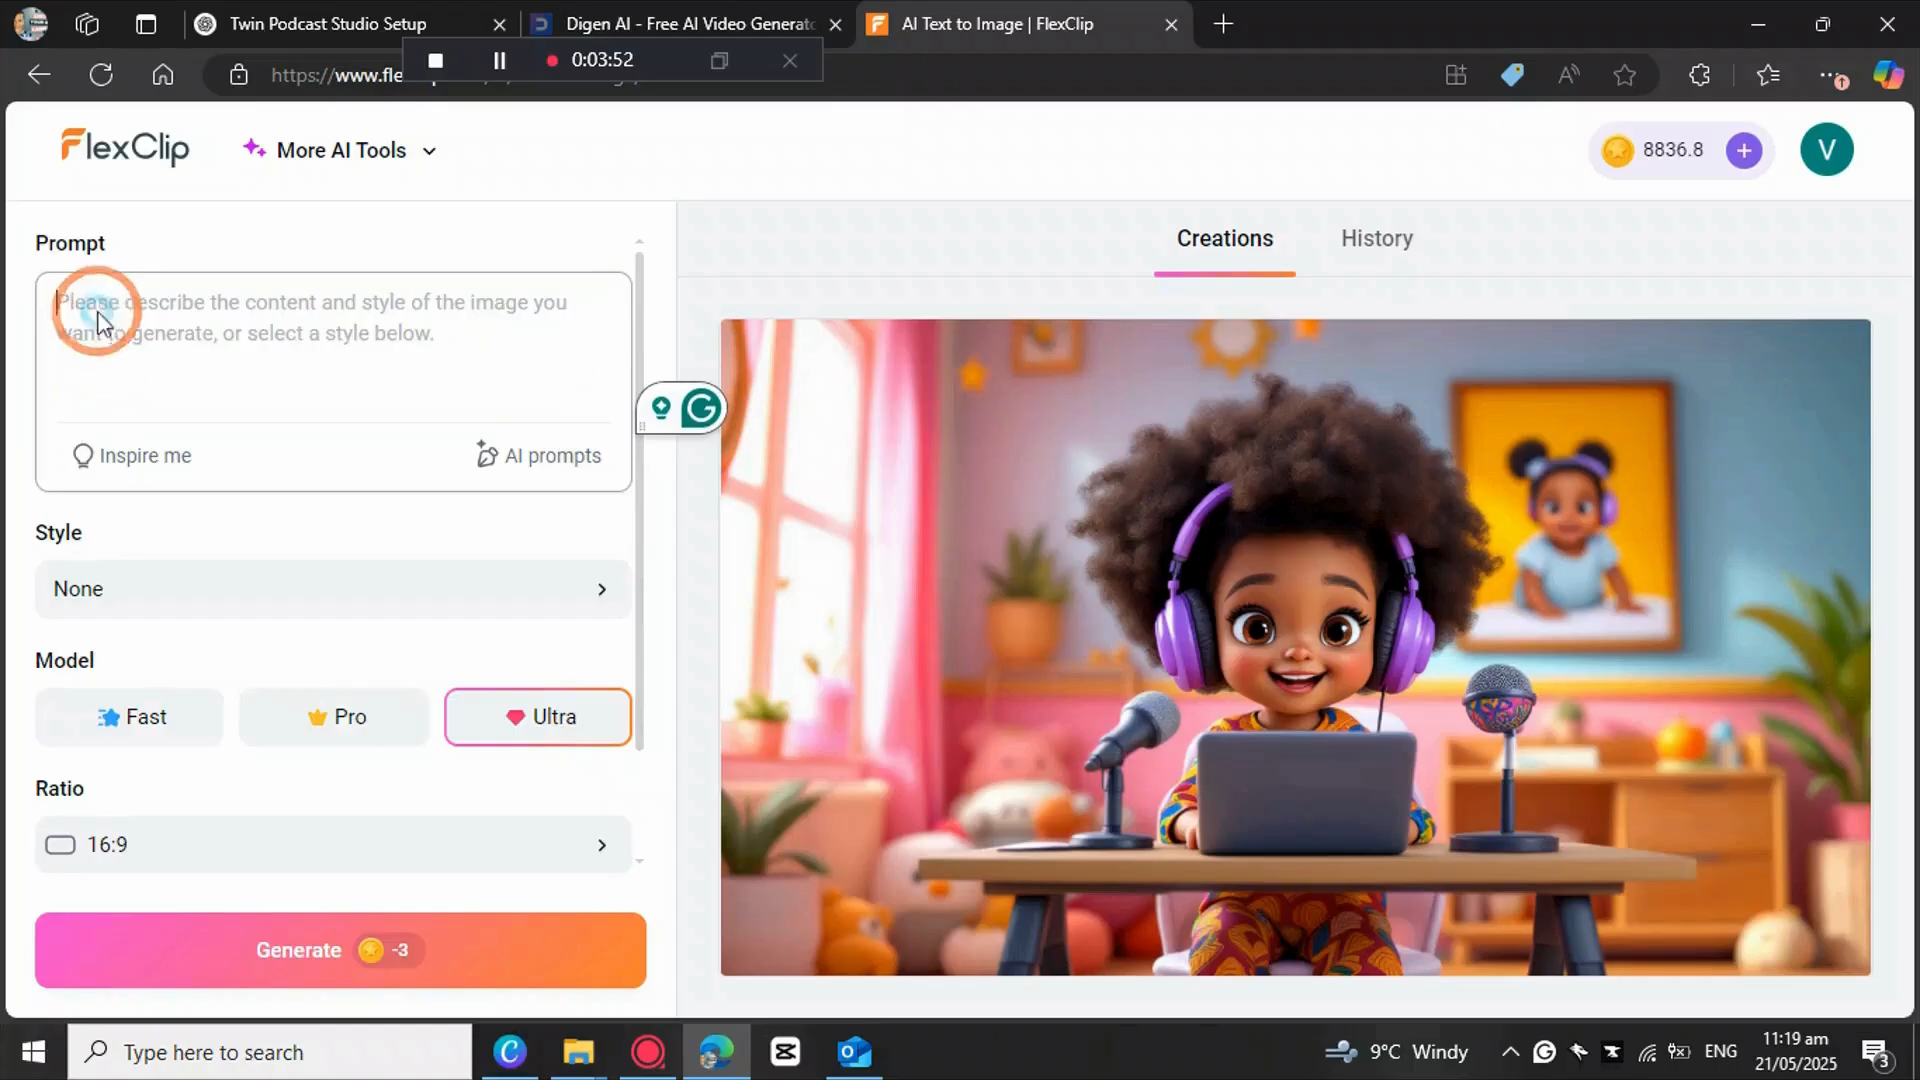 Twin Podcast Studio Setup
Digen AI - Free AI Video Generat
AI Text to Image | FlexClip
0:03:52
https://www.fle
FlexClip
More AI Tools
8836.8
V
Prompt
Please describe the content and style of the image you
want to generate, or select a style below.
Inspire me
AI prompts
Style
None
Model
Fast
Pro
Ultra
Ratio
16:9
Generate -3
Creations
History
Type here to search
9°C Windy
ENG
11:19 am
21/05/2025
3